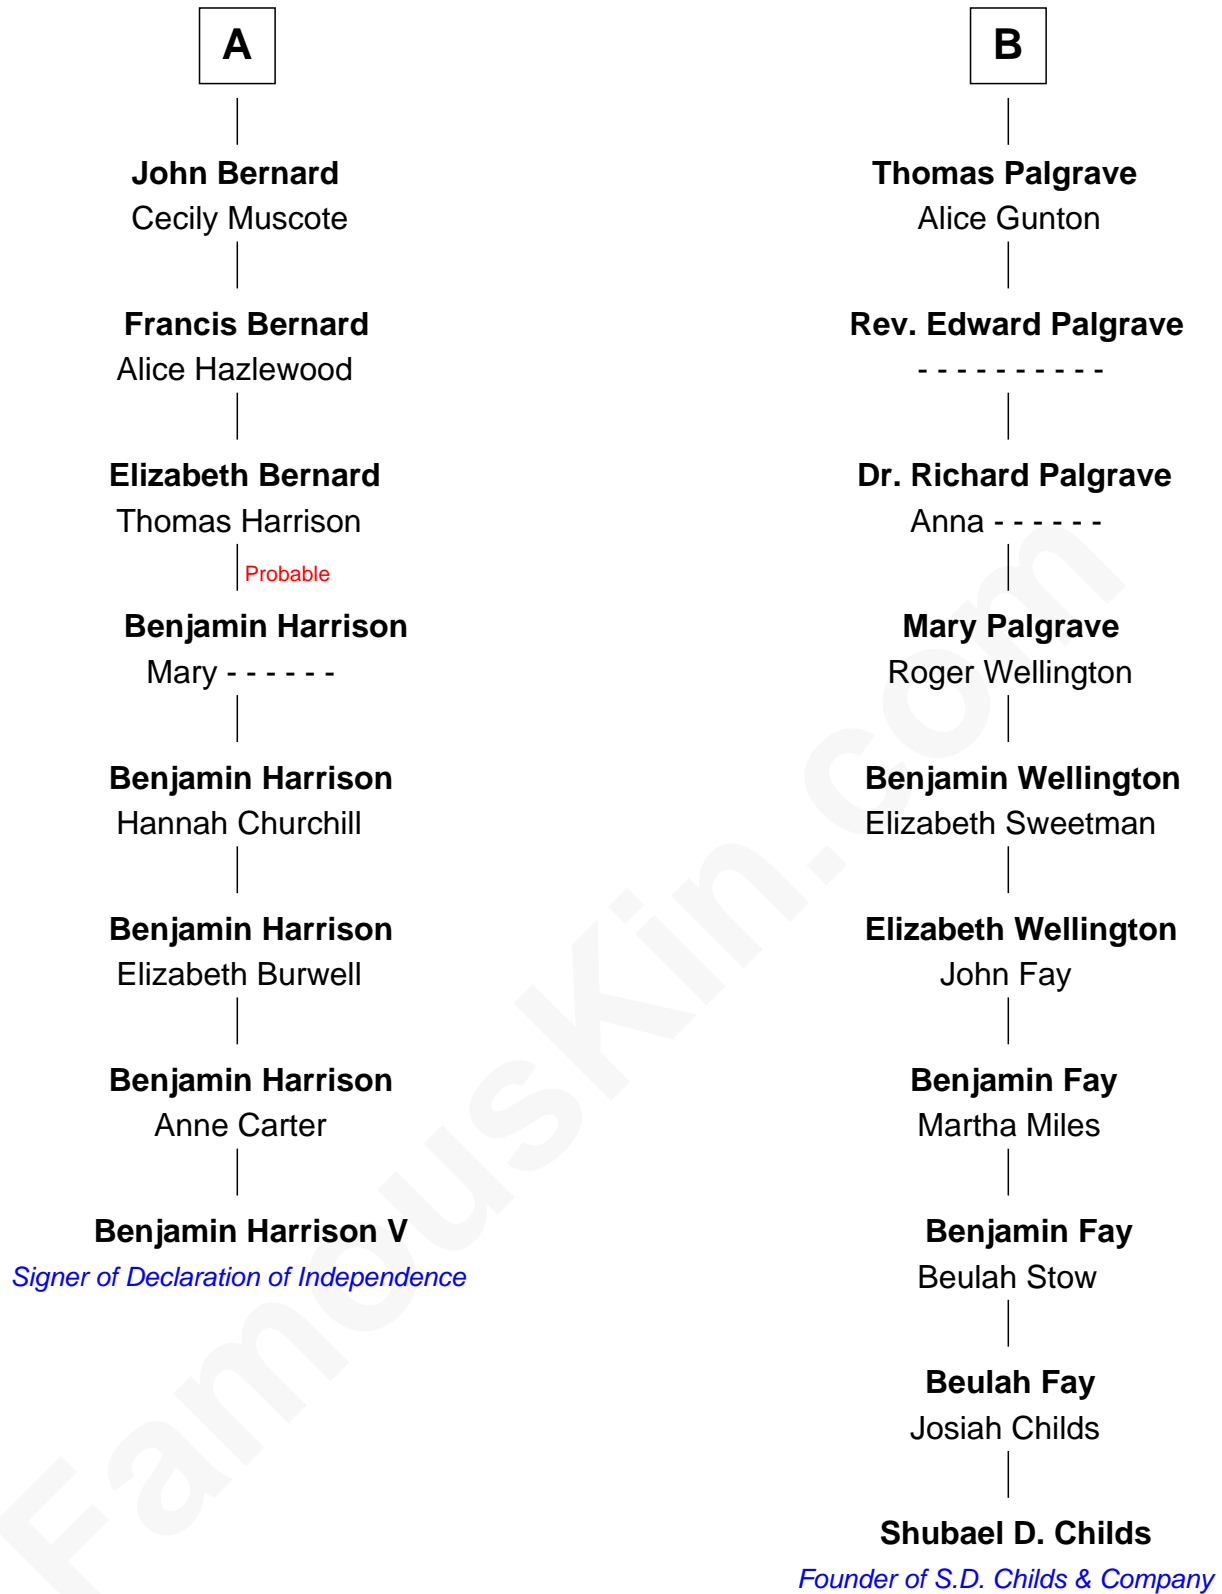 A
John Bernard
Cecily Muscote
Francis Bernard
Alice Hazlewood
Elizabeth Bernard
Thomas Harrison
Probable
Benjamin Harrison
Mary - - - - - -
Benjamin Harrison
Hannah Churchill
Benjamin Harrison
Elizabeth Burwell
Benjamin Harrison
Anne Carter
Benjamin Harrison V
Signer of Declaration of Independence
B
Thomas Palgrave
Alice Gunton
Rev. Edward Palgrave
- - - - - - - - - -
Dr. Richard Palgrave
Anna - - - - - -
Mary Palgrave
Roger Wellington
Benjamin Wellington
Elizabeth Sweetman
Elizabeth Wellington
John Fay
Benjamin Fay
Martha Miles
Benjamin Fay
Beulah Stow
Beulah Fay
Josiah Childs
Shubael D. Childs
Founder of S.D. Childs & Company
FamousKin.com